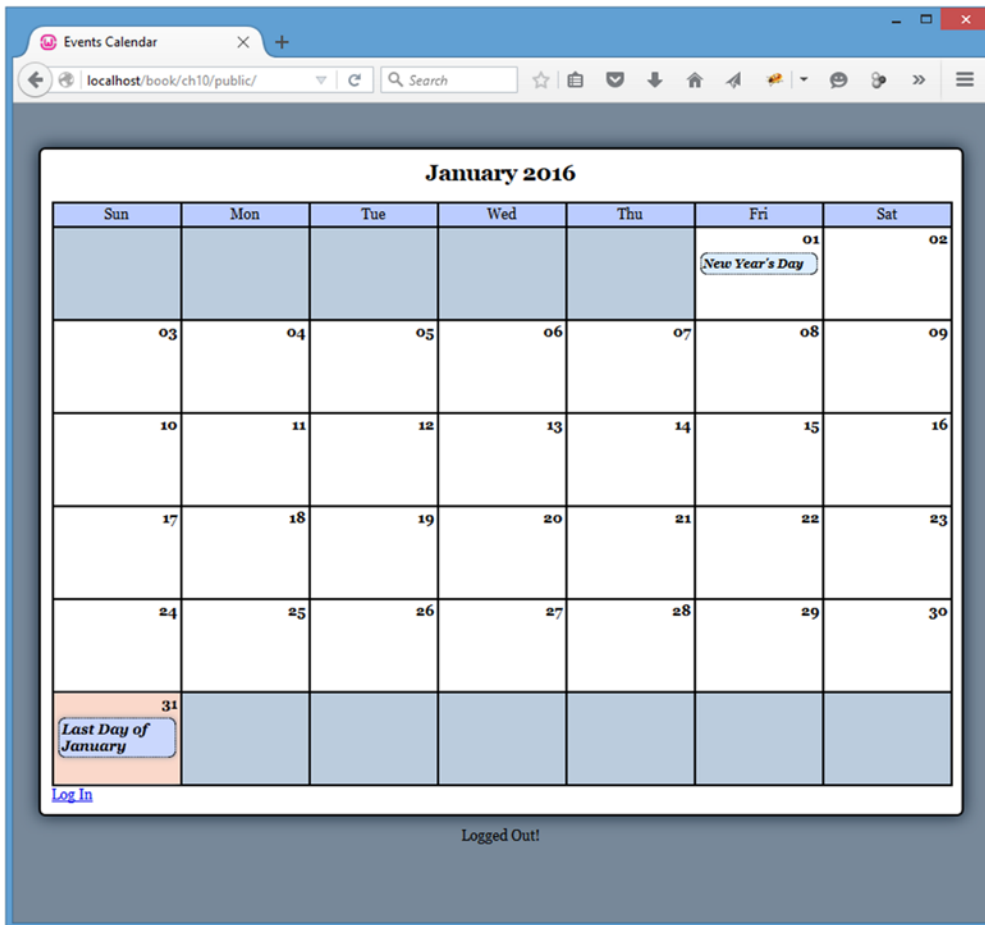 Events Calendar
localhost/book/ch10/public/
Search
January 2016
Sun Mon Tue Wed Thu Fri Sat
01 02
New Year's Day
03 04 05 06 07 08 09
10 11 12 13 14 15 16
17 18 19 20 21 22 23
24 25 26 27 28 29 30
31
Last Day of
January
Log In
Logged Out!